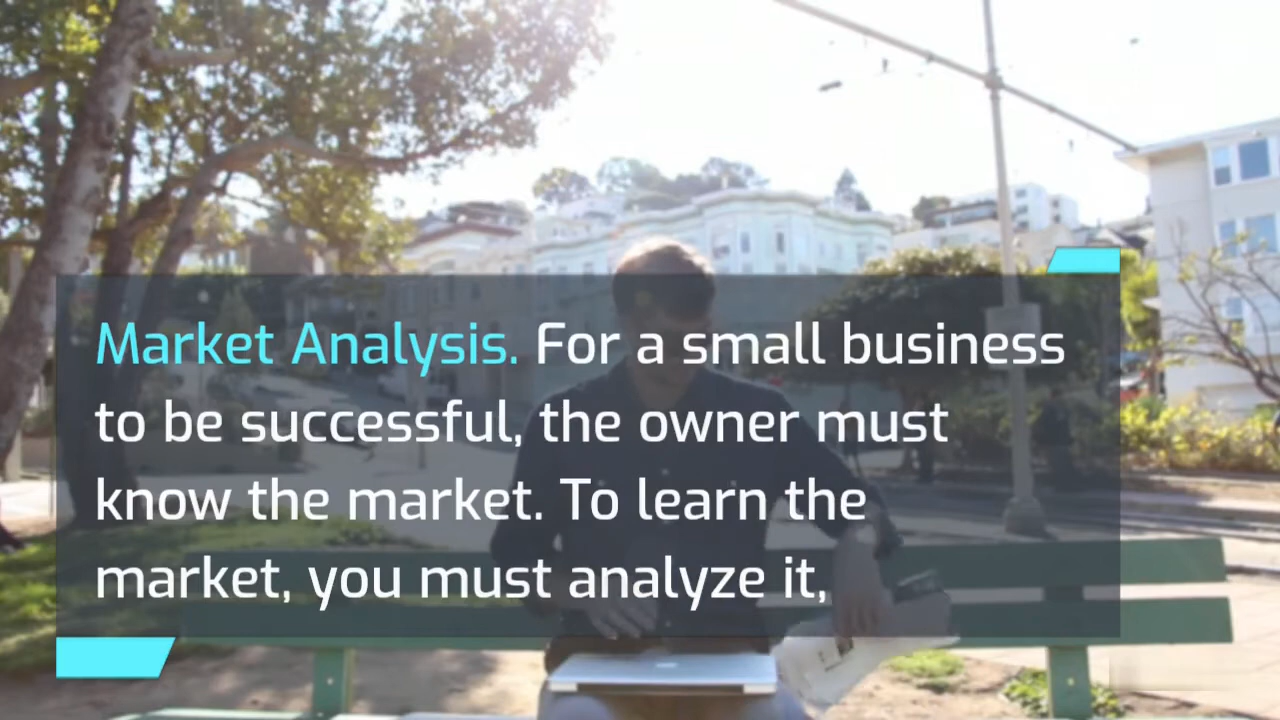 Market Analysis. For a small business
to be successful, the owner must
know the market. To learn the
market, you must analyze it,